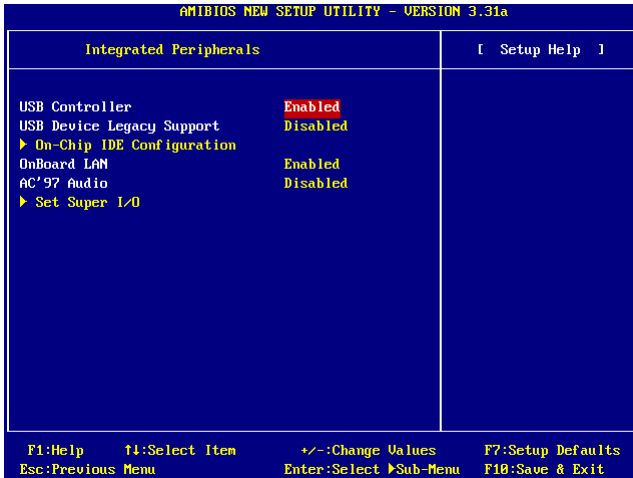 AMIBIOS NEW SETUP UTILITY - VERSION 3.31a
Integrated Peripherals [ Setup Help ]
USB Controller Enabled
USB Device Legacy Support Disabled
▶ On-Chip IDE Configuration
OnBoard LAN Enabled
AC'97 Audio Disabled
▶ Set Super I/O
F1:Help ↑↓:Select Item +/-:Change Values F7:Setup Defaults
Esc:Previous Menu Enter:Select ▶Sub-Menu F10:Save & Exit